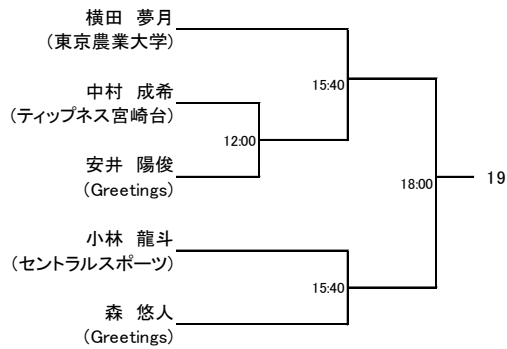 横田　夢月
(東京農業大学)
15:40
中村　成希
(ティップネス宮崎台)
12:00
安井　陽俊
(Greetings)
18:00
19
小林　龍斗
(セントラルスポーツ)
15:40
森　悠人
(Greetings)